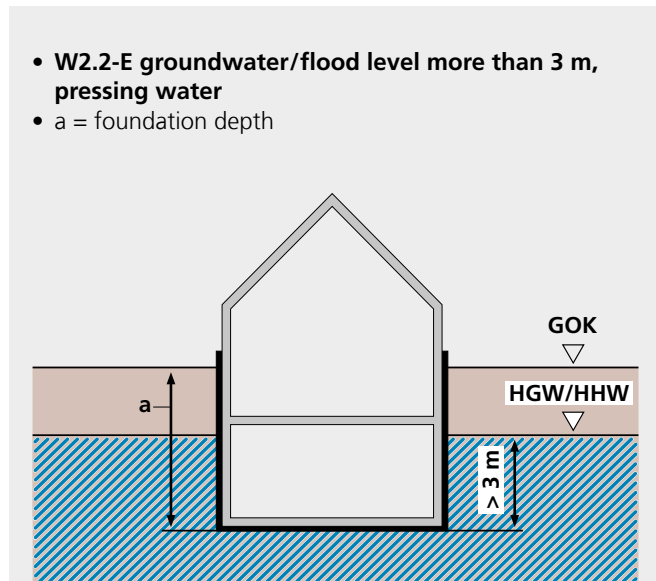 • W2.2-E groundwater/flood level more than 3 m,
pressing water
• a = foundation depth
GOK
HGW/HHW
a
> 3 m